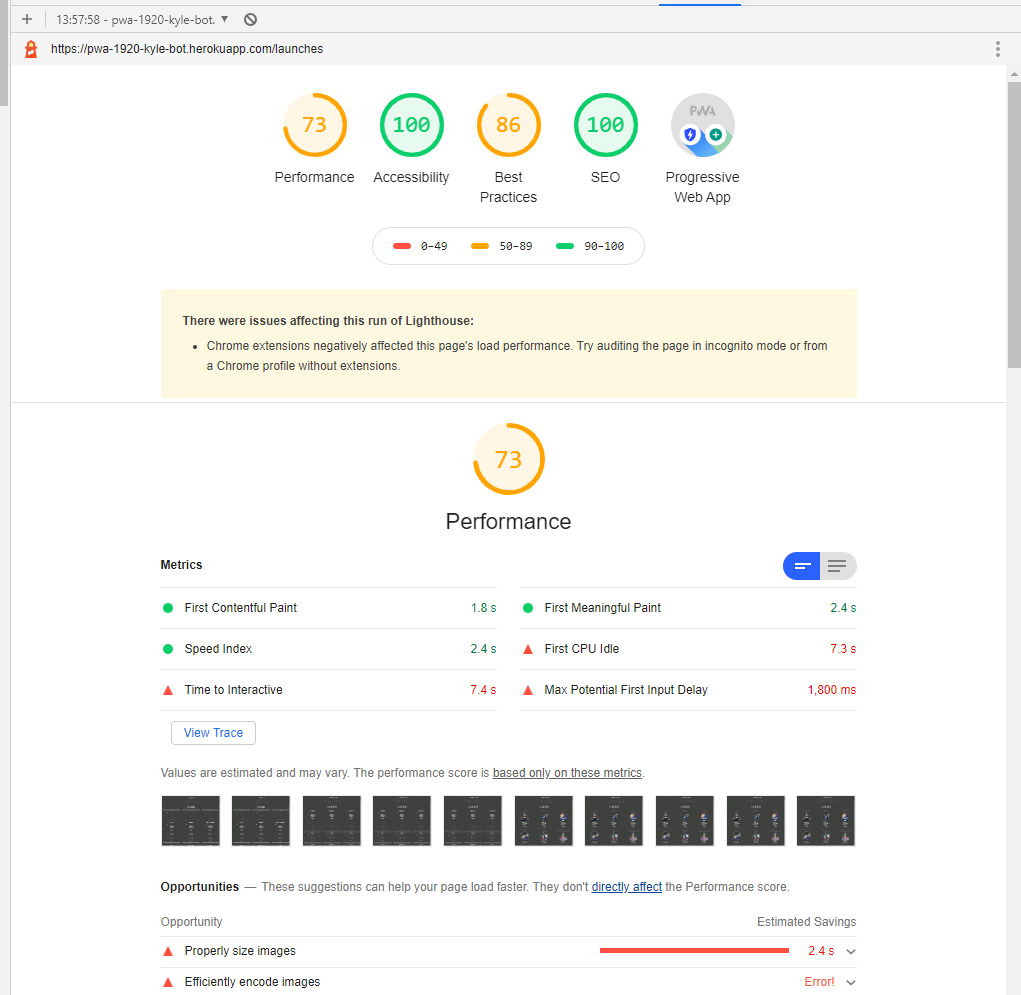 13:57:58 - pwa-1920-kyle-bot.
https://pwa-1920-kyle-bot.herokuapp.com/launches
73
100
86
100
PWA
Performance
Accessibility
Best
Practices
SEO
Progressive
Web App
0–49
50–89
90–100
There were issues affecting this run of Lighthouse:
• Chrome extensions negatively affected this page's load performance. Try auditing the page in incognito mode or from
a Chrome profile without extensions.
73
Performance
Metrics
First Contentful Paint 1.8 s
First Meaningful Paint 2.4 s
Speed Index 2.4 s
First CPU Idle 7.3 s
Time to Interactive 7.4 s
Max Potential First Input Delay 1,800 ms
View Trace
Values are estimated and may vary. The performance score is based only on these metrics.
Opportunities — These suggestions can help your page load faster. They don't directly affect the Performance score.
Opportunity Estimated Savings
Properly size images 2.4 s
Efficiently encode images Error!